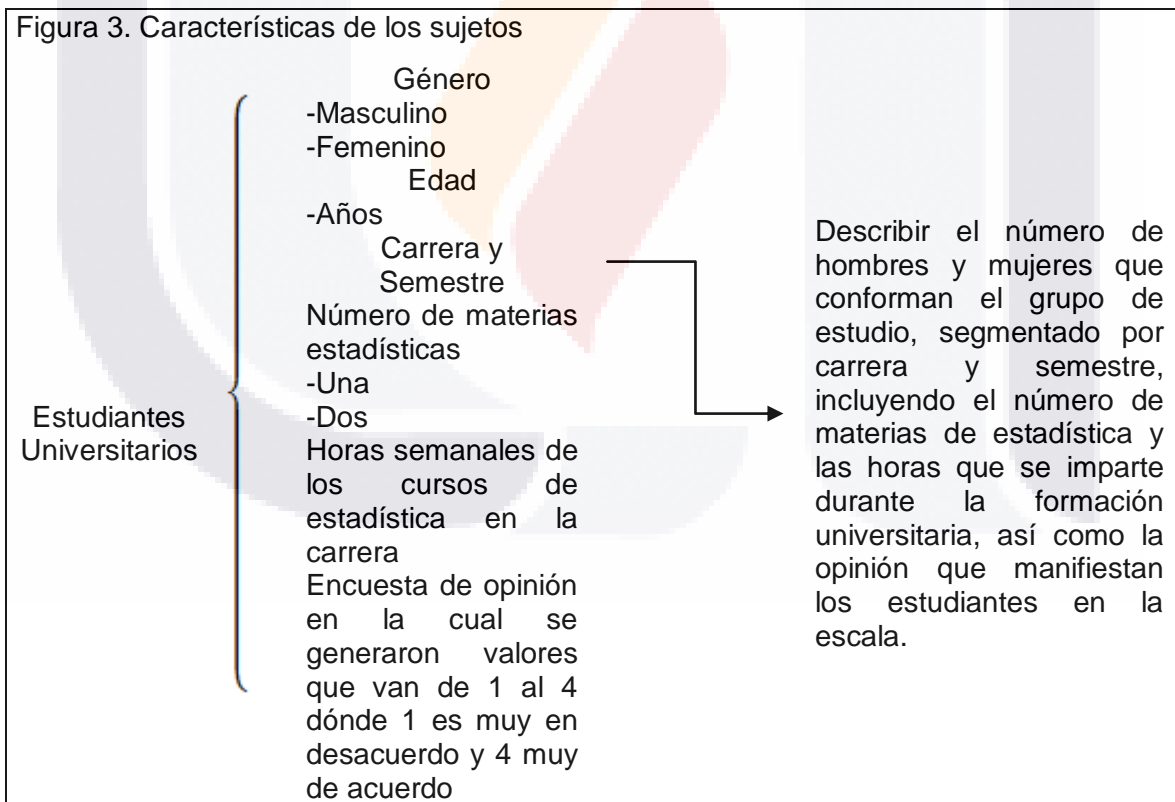 Figura 3. Características de los sujetos
Género
-Masculino
-Femenino
Edad
-Años
Carrera y
Semestre
Número de materias
estadísticas
-Una
-Dos
Horas semanales de
los cursos de
estadística en la
carrera
Encuesta de opinión
en la cual se
generaron valores
que van de 1 al 4
dónde 1 es muy en
desacuerdo y 4 muy
de acuerdo
Estudiantes
Universitarios
Describir el número de
hombres y mujeres que
conforman el grupo de
estudio, segmentado por
carrera y semestre,
incluyendo el número de
materias de estadística y
las horas que se imparte
durante la formación
universitaria, así como la
opinión que manifiestan
los estudiantes en la
escala.